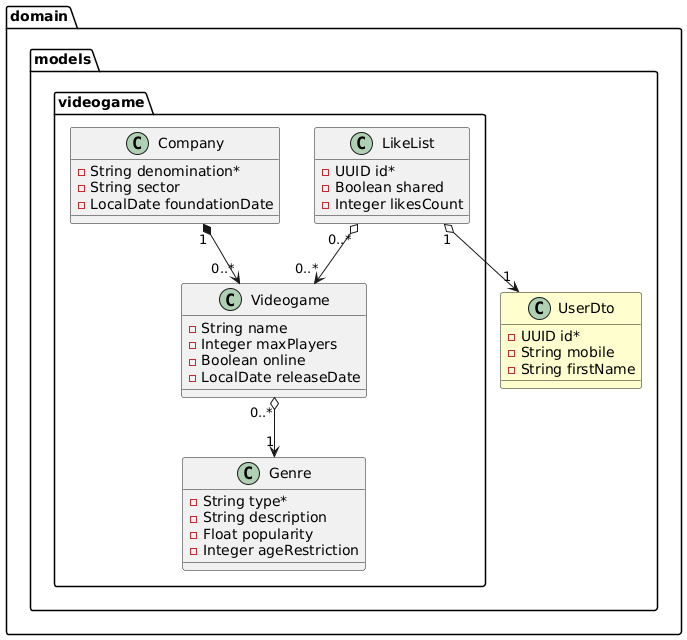 domain
models
videogame
C Company
String denomination*
String sector
LocalDate foundationDate
C LikeList
UUID id*
Boolean shared
Integer likesCount
1
0..*
0..*
0..*
1
1
C Videogame
String name
Integer maxPlayers
Boolean online
LocalDate releaseDate
C UserDto
UUID id*
String mobile
String firstName
0..*
1
C Genre
String type*
String description
Float popularity
Integer ageRestriction